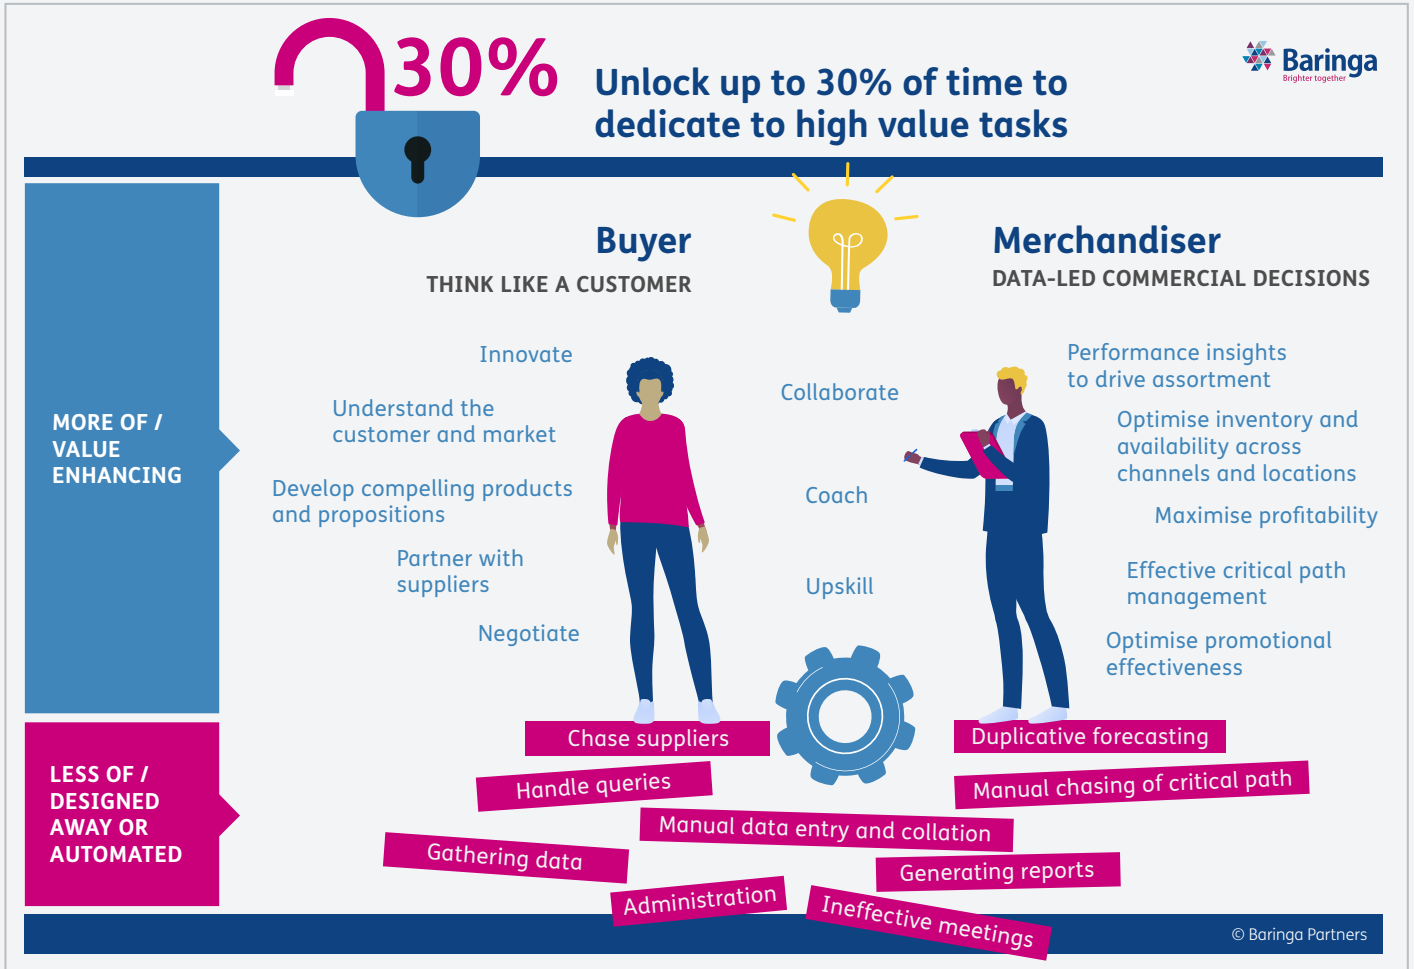 30%
Unlock up to 30% of time to
dedicate to high value tasks
Baringa
Brighter together
MORE OF /
VALUE
ENHANCING
Buyer
THINK LIKE A CUSTOMER
Innovate
Understand the
customer and market
Develop compelling products
and propositions
Partner with
suppliers
Negotiate
Collaborate
Coach
Upskill
Merchandiser
DATA-LED COMMERCIAL DECISIONS
Performance insights
to drive assortment
Optimise inventory and
availability across
channels and locations
Maximise profitability
Effective critical path
management
Optimise promotional
effectiveness
LESS OF /
DESIGNED
AWAY OR
AUTOMATED
Chase suppliers
Duplicative forecasting
Handle queries
Manual chasing of critical path
Manual data entry and collation
Gathering data
Generating reports
Administration
Ineffective meetings
© Baringa Partners